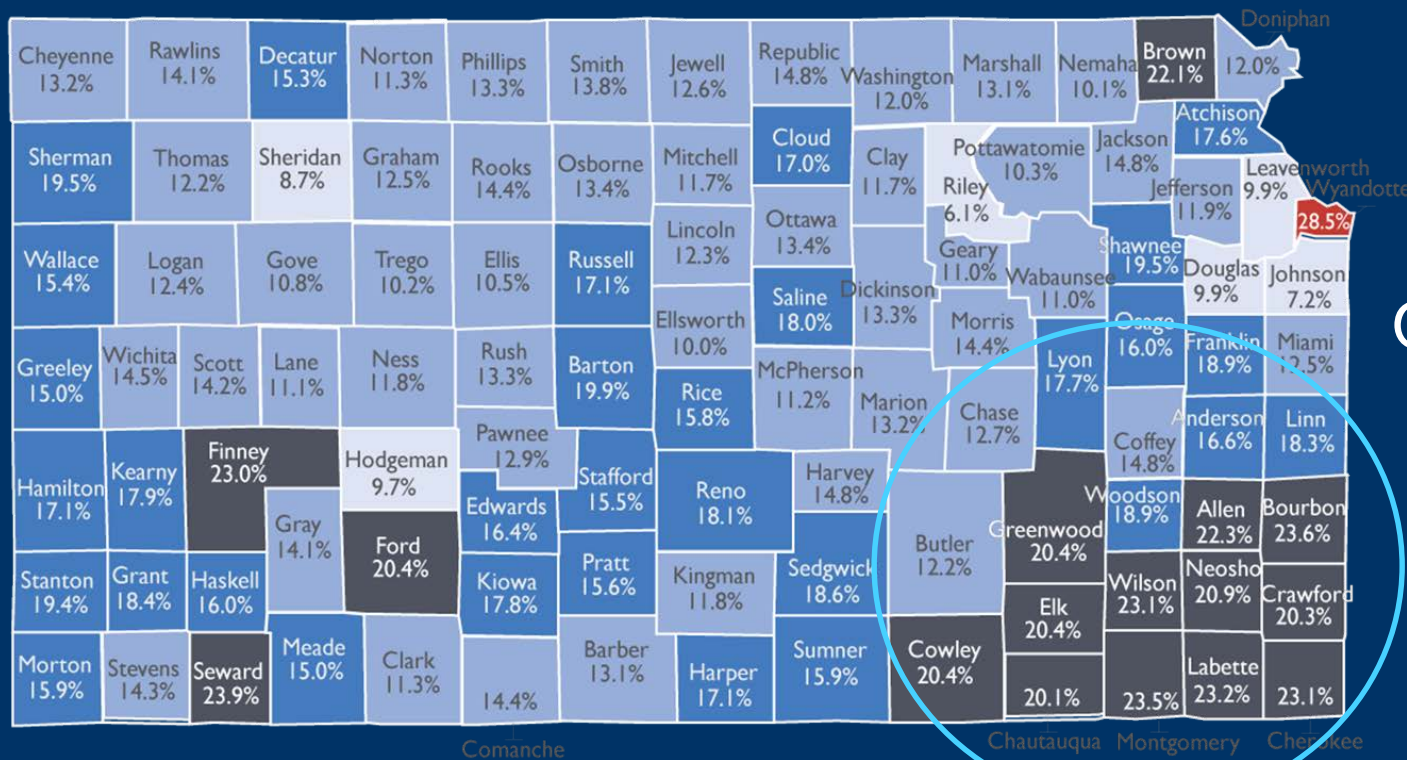 Doniphan
Cheyenne
13.2%
Rawlins
14.1%
Decatur
15.3%
Norton
11.3%
Phillips
13.3%
Smith
13.8%
Jewell
12.6%
Republic
14.8%
Washington
12.0%
Marshall
13.1%
Nemaha
10.1%
Brown
22.1%
12.0%
Atchison
17.6%
Sherman
19.5%
Thomas
12.2%
Sheridan
8.7%
Graham
12.5%
Rooks
14.4%
Osborne
13.4%
Mitchell
11.7%
Cloud
17.0%
Clay
11.7%
Riley
6.1%
Pottawatomie
10.3%
Jackson
14.8%
Jefferson
11.9%
Leavenworth
9.9%
Wyandotte
28.5%
Wallace
15.4%
Logan
12.4%
Gove
10.8%
Trego
10.2%
Ellis
10.5%
Russell
17.1%
Lincoln
12.3%
Ottawa
13.4%
Saline
18.0%
Dickinson
13.3%
Geary
11.0%
Wabaunsee
11.0%
Shawnee
19.5%
Douglas
9.9%
Johnson
7.2%
Ellsworth
10.0%
Morris
14.4%
Osage
16.0%
Franklin
18.9%
Miami
12.5%
Greeley
15.0%
Wichita
14.5%
Scott
14.2%
Lane
11.1%
Ness
11.8%
Rush
13.3%
Barton
19.9%
Rice
15.8%
McPherson
11.2%
Marion
13.2%
Chase
12.7%
Lyon
17.7%
Coffey
14.8%
Anderson
16.6%
Linn
18.3%
Hamilton
17.1%
Kearny
17.9%
Finney
23.0%
Hodgeman
9.7%
Pawnee
12.9%
Edwards
16.4%
Stafford
15.5%
Reno
18.1%
Harvey
14.8%
Butler
12.2%
Greenwood
20.4%
Woodson
18.9%
Allen
22.3%
Bourbon
23.6%
Gray
14.1%
Ford
20.4%
Stanton
19.4%
Grant
18.4%
Haskell
16.0%
Kiowa
17.8%
Pratt
15.6%
Kingman
11.8%
Sedgwick
18.6%
Elk
20.4%
Wilson
23.1%
Neosho
20.9%
Crawford
20.3%
Morton
15.9%
Stevens
14.3%
Seward
23.9%
Meade
15.0%
Clark
11.3%
14.4%
Barber
13.1%
Harper
17.1%
Sumner
15.9%
Cowley
20.4%
20.1%
23.5%
Labette
23.2%
23.1%
Comanche
Chautauqua
Montgomery
Cherokee